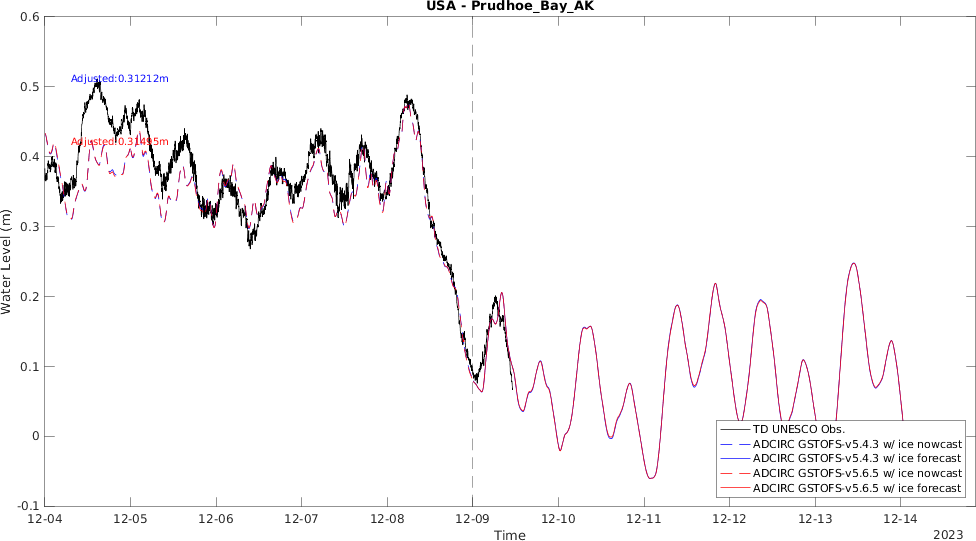 USA - Prudhoe_Bay_AK
0.6
0.5
0.4
0.3
0.2
0.1
0
-0.1
Water Level (m)
Adjusted:0.31212m
Adjusted:0.31495m
TD UNESCO Obs.
ADCIRC GSTOFS-v5.4.3 w/ ice nowcast
ADCIRC GSTOFS-v5.4.3 w/ ice forecast
ADCIRC GSTOFS-v5.6.5 w/ ice nowcast
ADCIRC GSTOFS-v5.6.5 w/ ice forecast
12-04 12-05 12-06 12-07 12-08 12-09 12-10 12-11 12-12 12-13 12-14
Time
2023